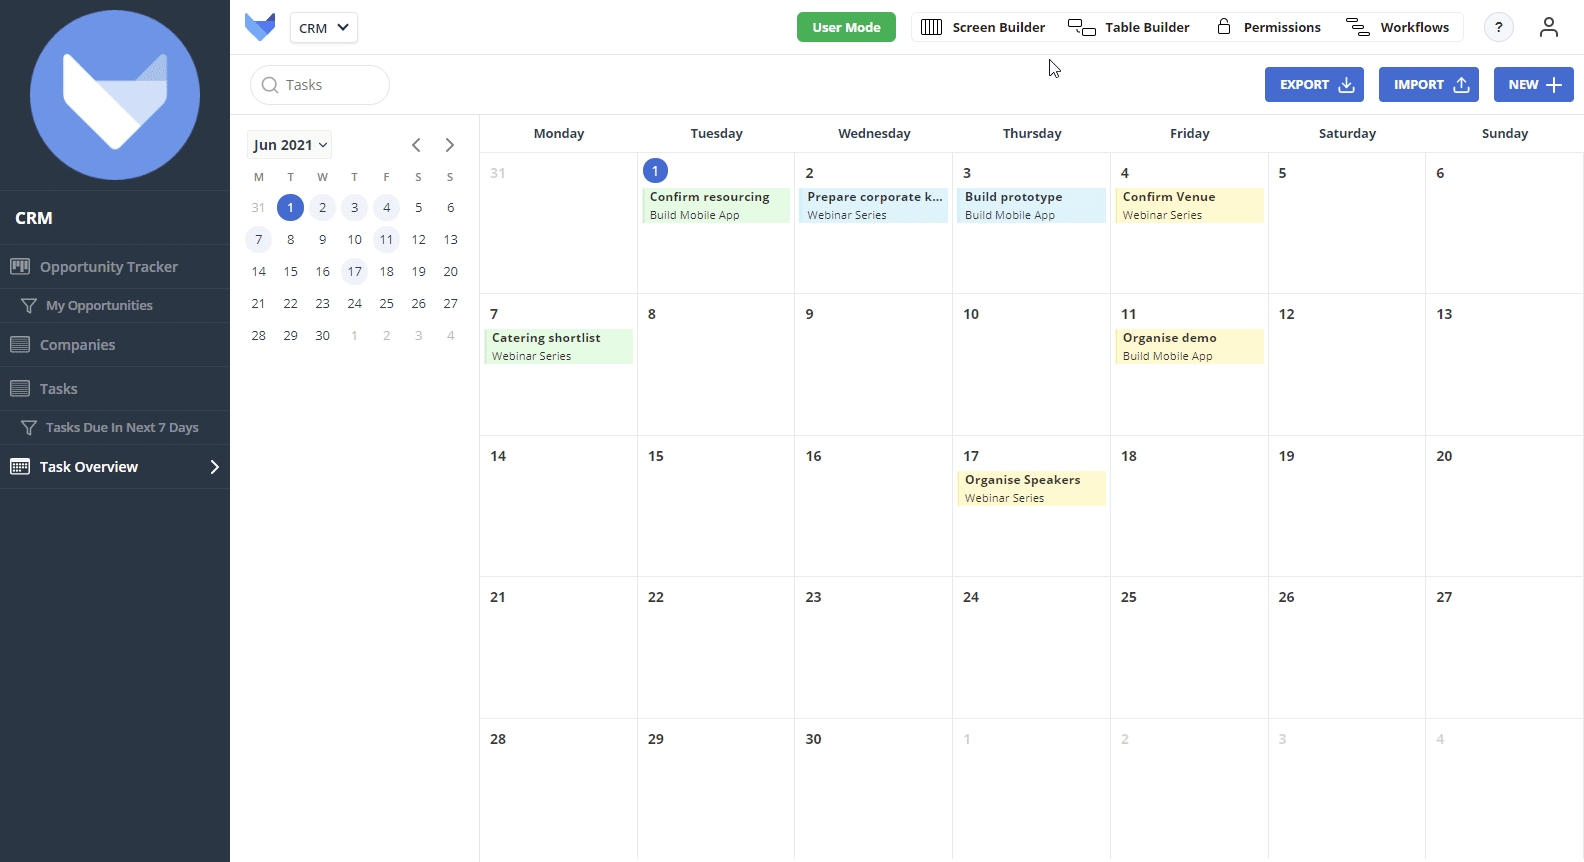 CRM
User Mode
Screen Builder
Table Builder
Permissions
Workflows
?
Tasks
EXPORT
IMPORT
NEW
CRM
Opportunity Tracker
My Opportunities
Companies
Tasks
Tasks Due In Next 7 Days
Task Overview
Jun 2021
M T W T F S S
31 1 2 3 4 5 6
7 8 9 10 11 12 13
14 15 16 17 18 19 20
21 22 23 24 25 26 27
28 29 30 1 2 3 4
Monday Tuesday Wednesday Thursday Friday Saturday Sunday
31 1 2 3 4 5 6
Confirm resourcing
Build Mobile App
Prepare corporate k...
Webinar Series
Build prototype
Build Mobile App
Confirm Venue
Webinar Series
7 8 9 10 11 12 13
Catering shortlist
Webinar Series
Organise demo
Build Mobile App
14 15 16 17 18 19 20
Organise Speakers
Webinar Series
21 22 23 24 25 26 27
28 29 30 1 2 3 4